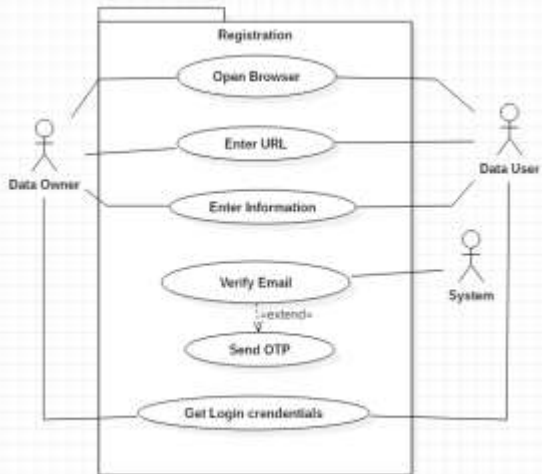 Registration
Open Browser
Enter URL
Data Owner
Data User
Enter Information
Verify Email
System
«extend»
Send OTP
Get Login crendentials